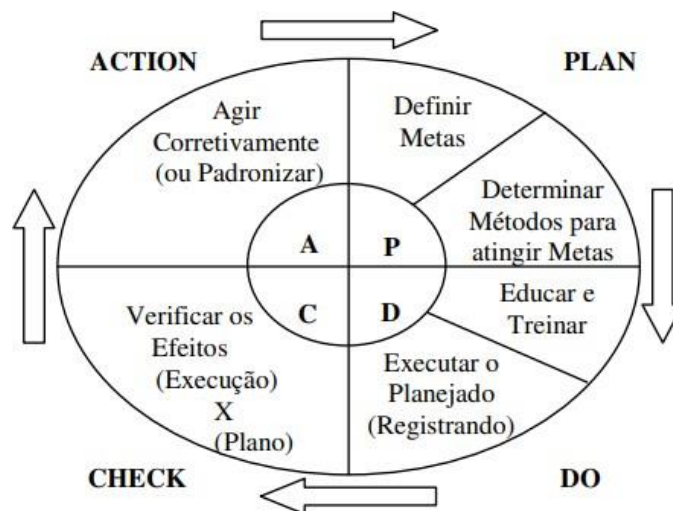 ACTION
PLAN
Agir
Corretivamente
(ou Padronizar)
Definir
Metas
Determinar
Métodos para
atingir Metas
A
P
C
D
Educar e
Treinar
Executar o
Planejado
(Registrando)
Verificar os
Efeitos
(Execução)
X
(Plano)
CHECK
DO